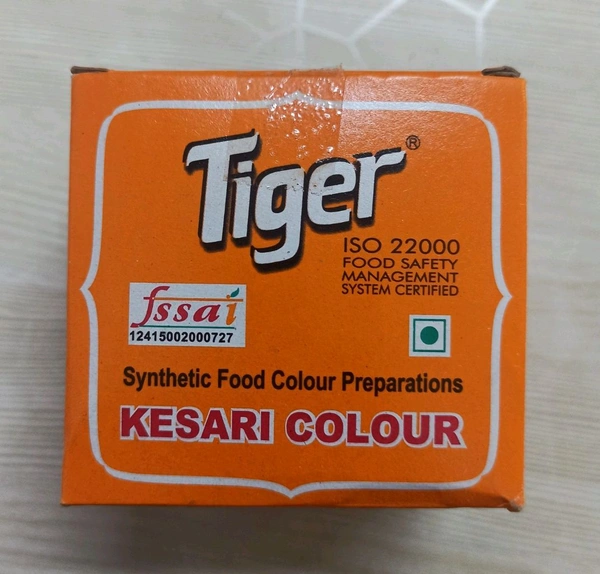 Tiger®
ISO 22000
FOOD SAFETY
MANAGEMENT
SYSTEM CERTIFIED
fssai
12415002000727
Synthetic Food Colour Preparations
KESARI COLOUR